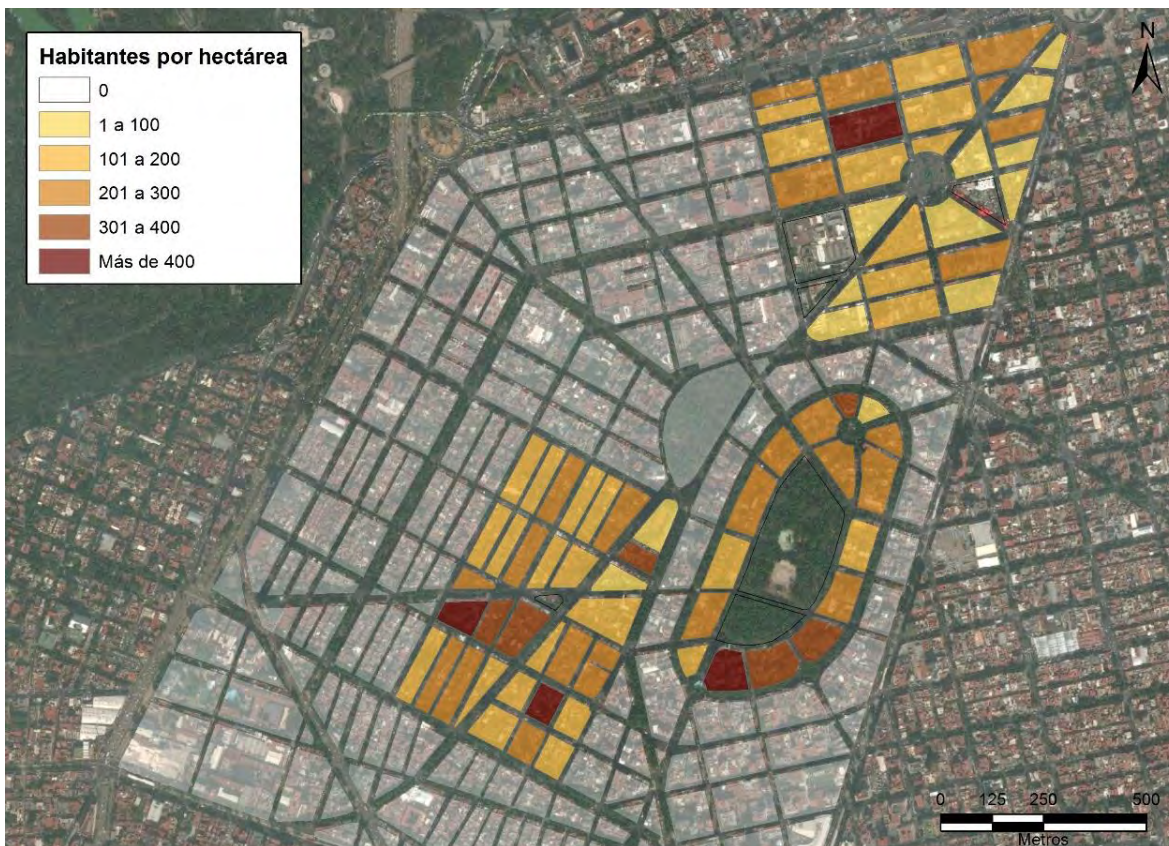 Habitantes por hectárea
0
1 a 100
101 a 200
201 a 300
301 a 400
Más de 400
N
0 125 250 500
Metros